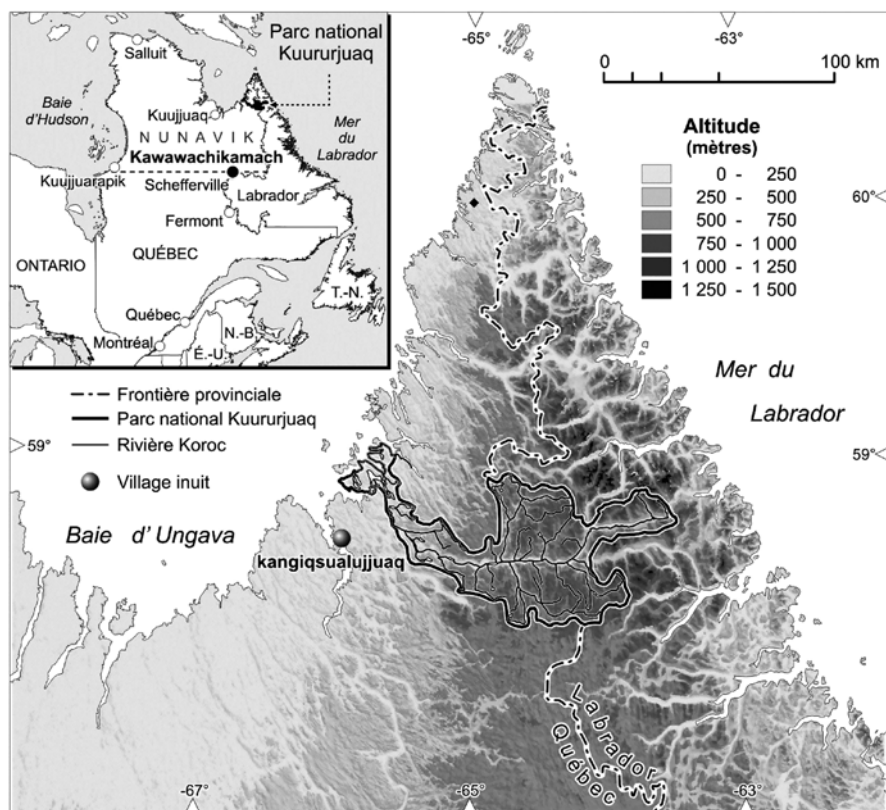 Parc national
Kuururjuaq
Salluit
Baie
d'Hudson
Kuujjuaq
NUNAVIK
Mer
du
Labrador
Kawawachikamach
Kuujjuarapik
Schefferville
Labrador
Fermont
ONTARIO
QUÉBEC
T.-N.
Québec
N.-B.
Montréal
É.-U.
-65°
-63°
0 100 km
Altitude
(mètres)
0 - 250
250 - 500
500 - 750
750 - 1 000
1 000 - 1 250
1 250 - 1 500
60°
Mer du
Labrador
Frontière provinciale
Parc national Kuururjuaq
Rivière Koroc
Village inuit
59°
59°
Baie d'Ungava
kangiqsualujjuaq
Labrador
Québec
-67°
-65°
-63°